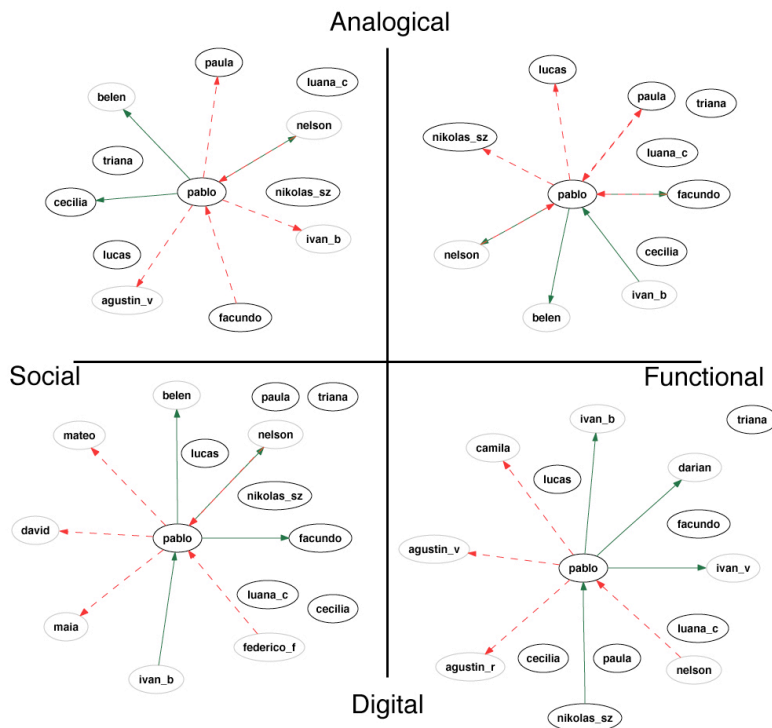 Analogical
paula
luana_c
belen
nelson
triana
cecilia
pablo
nikolas_sz
ivan_b
lucas
agustin_v
facundo
lucas
paula
triana
nikolas_sz
luana_c
pablo
facundo
nelson
cecilia
ivan_b
belen
Social
Functional
belen
paula
triana
mateo
nelson
lucas
nikolas_sz
david
pablo
facundo
luana_c
cecilia
maia
federico_f
ivan_b
ivan_b
triana
camila
darian
lucas
facundo
agustin_v
pablo
ivan_v
luana_c
cecilia
paula
agustin_r
nelson
nikolas_sz
Digital